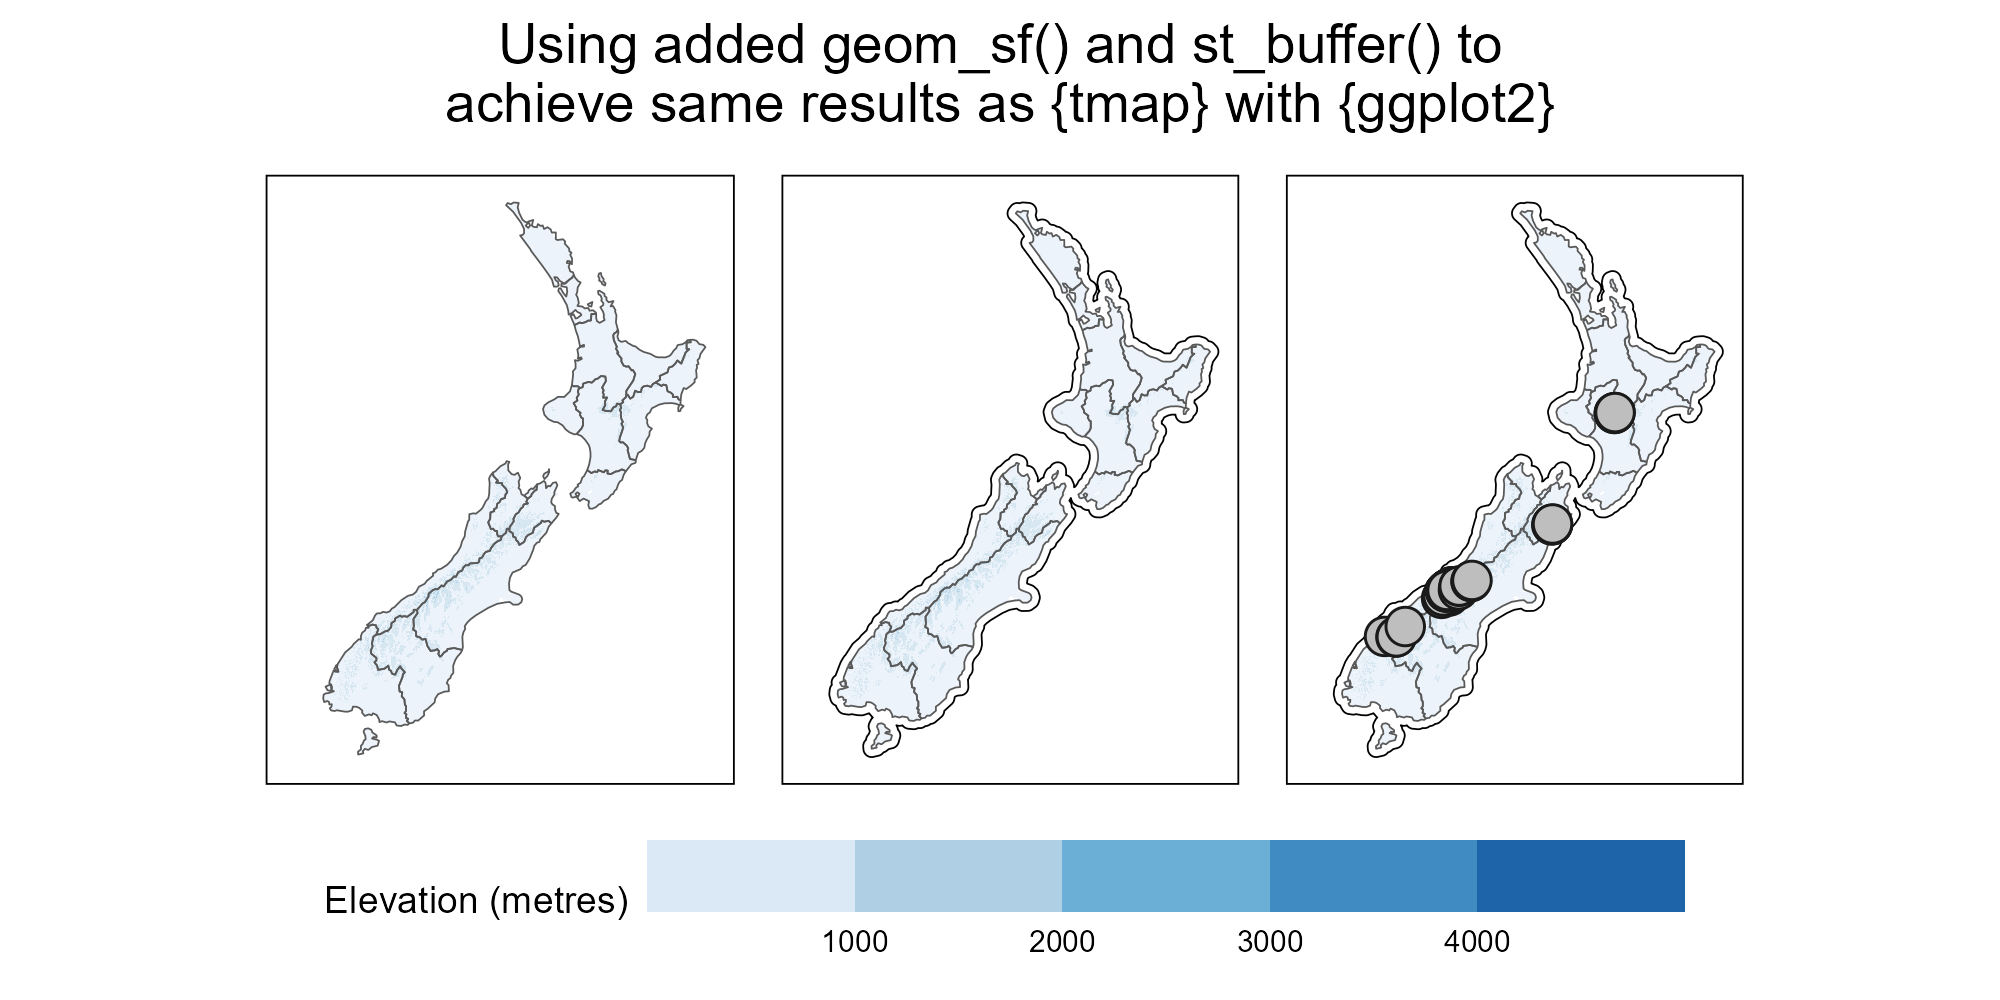 Using added geom_sf() and st_buffer() to
achieve same results as {tmap} with {ggplot2}
Elevation (metres)
1000 2000 3000 4000